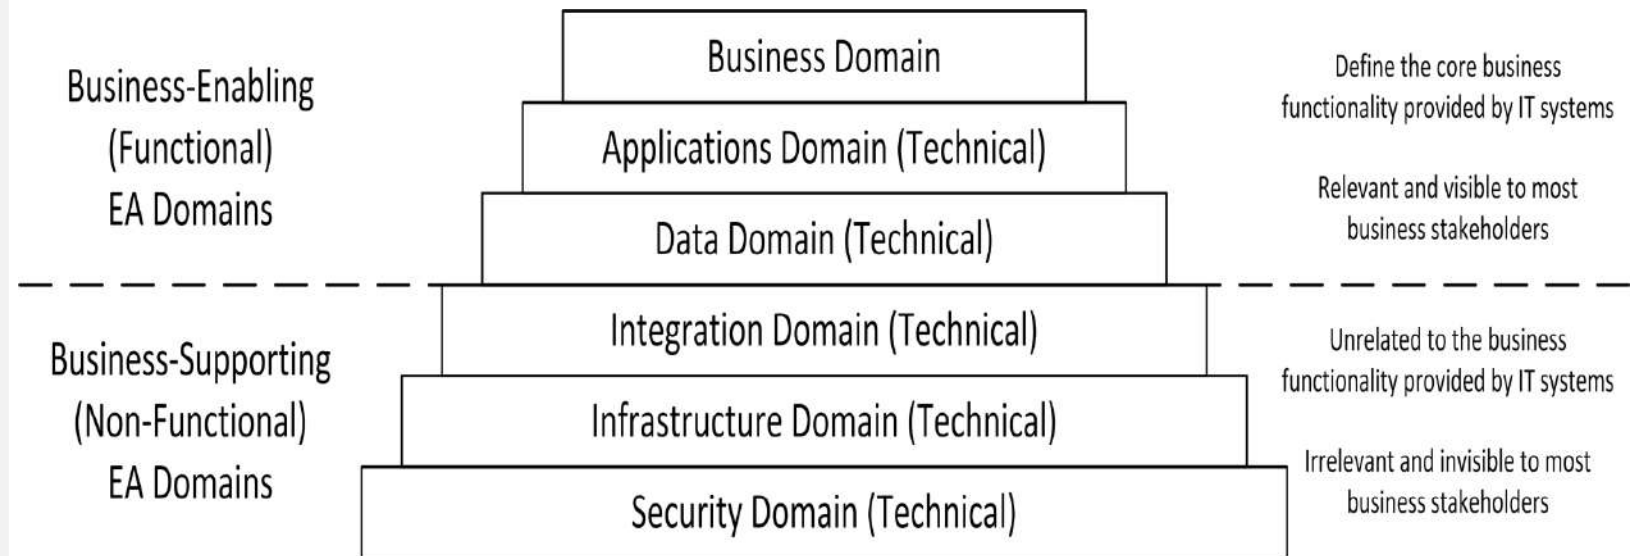 Business-Enabling
(Functional)
EA Domains
Business Domain
Applications Domain (Technical)
Data Domain (Technical)
Define the core business
functionality provided by IT systems
Relevant and visible to most
business stakeholders
Business-Supporting
(Non-Functional)
EA Domains
Integration Domain (Technical)
Infrastructure Domain (Technical)
Security Domain (Technical)
Unrelated to the business
functionality provided by IT systems
Irrelevant and invisible to most
business stakeholders